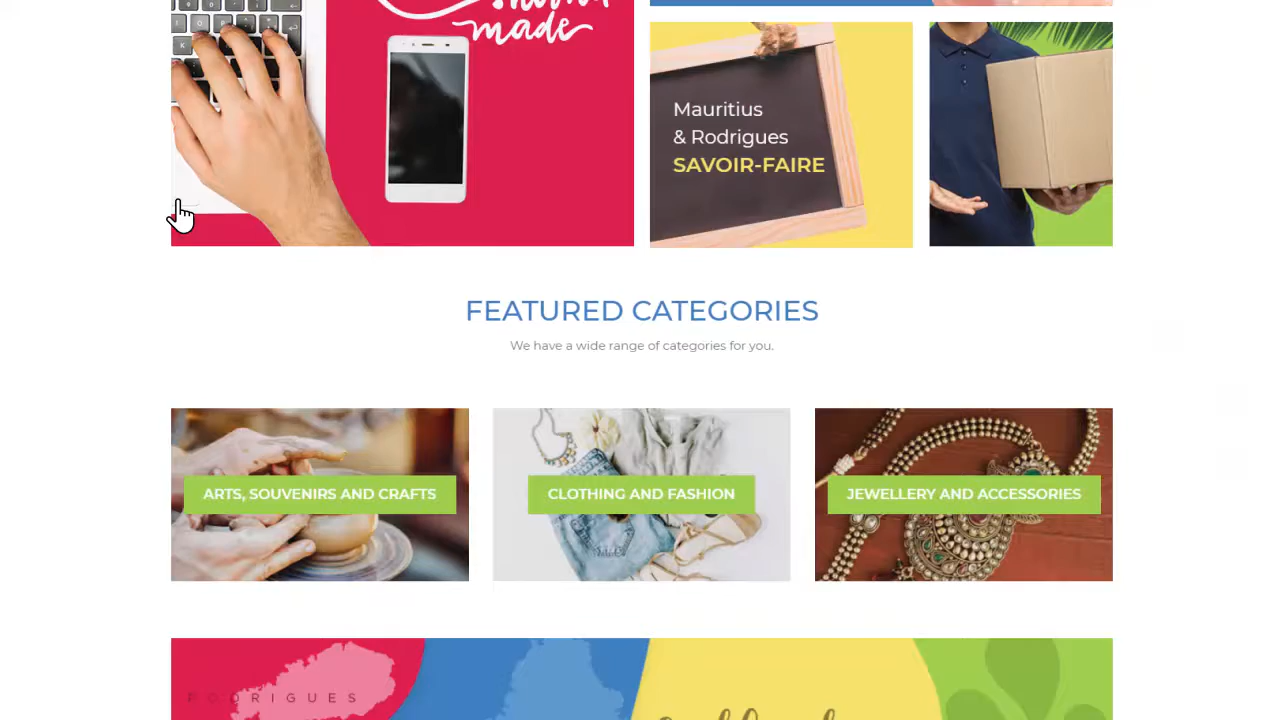 made
Mauritius
& Rodrigues
SAVOIR-FAIRE
FEATURED CATEGORIES
We have a wide range of categories for you.
ARTS, SOUVENIRS AND CRAFTS
CLOTHING AND FASHION
JEWELLERY AND ACCESSORIES
RODRIGUES